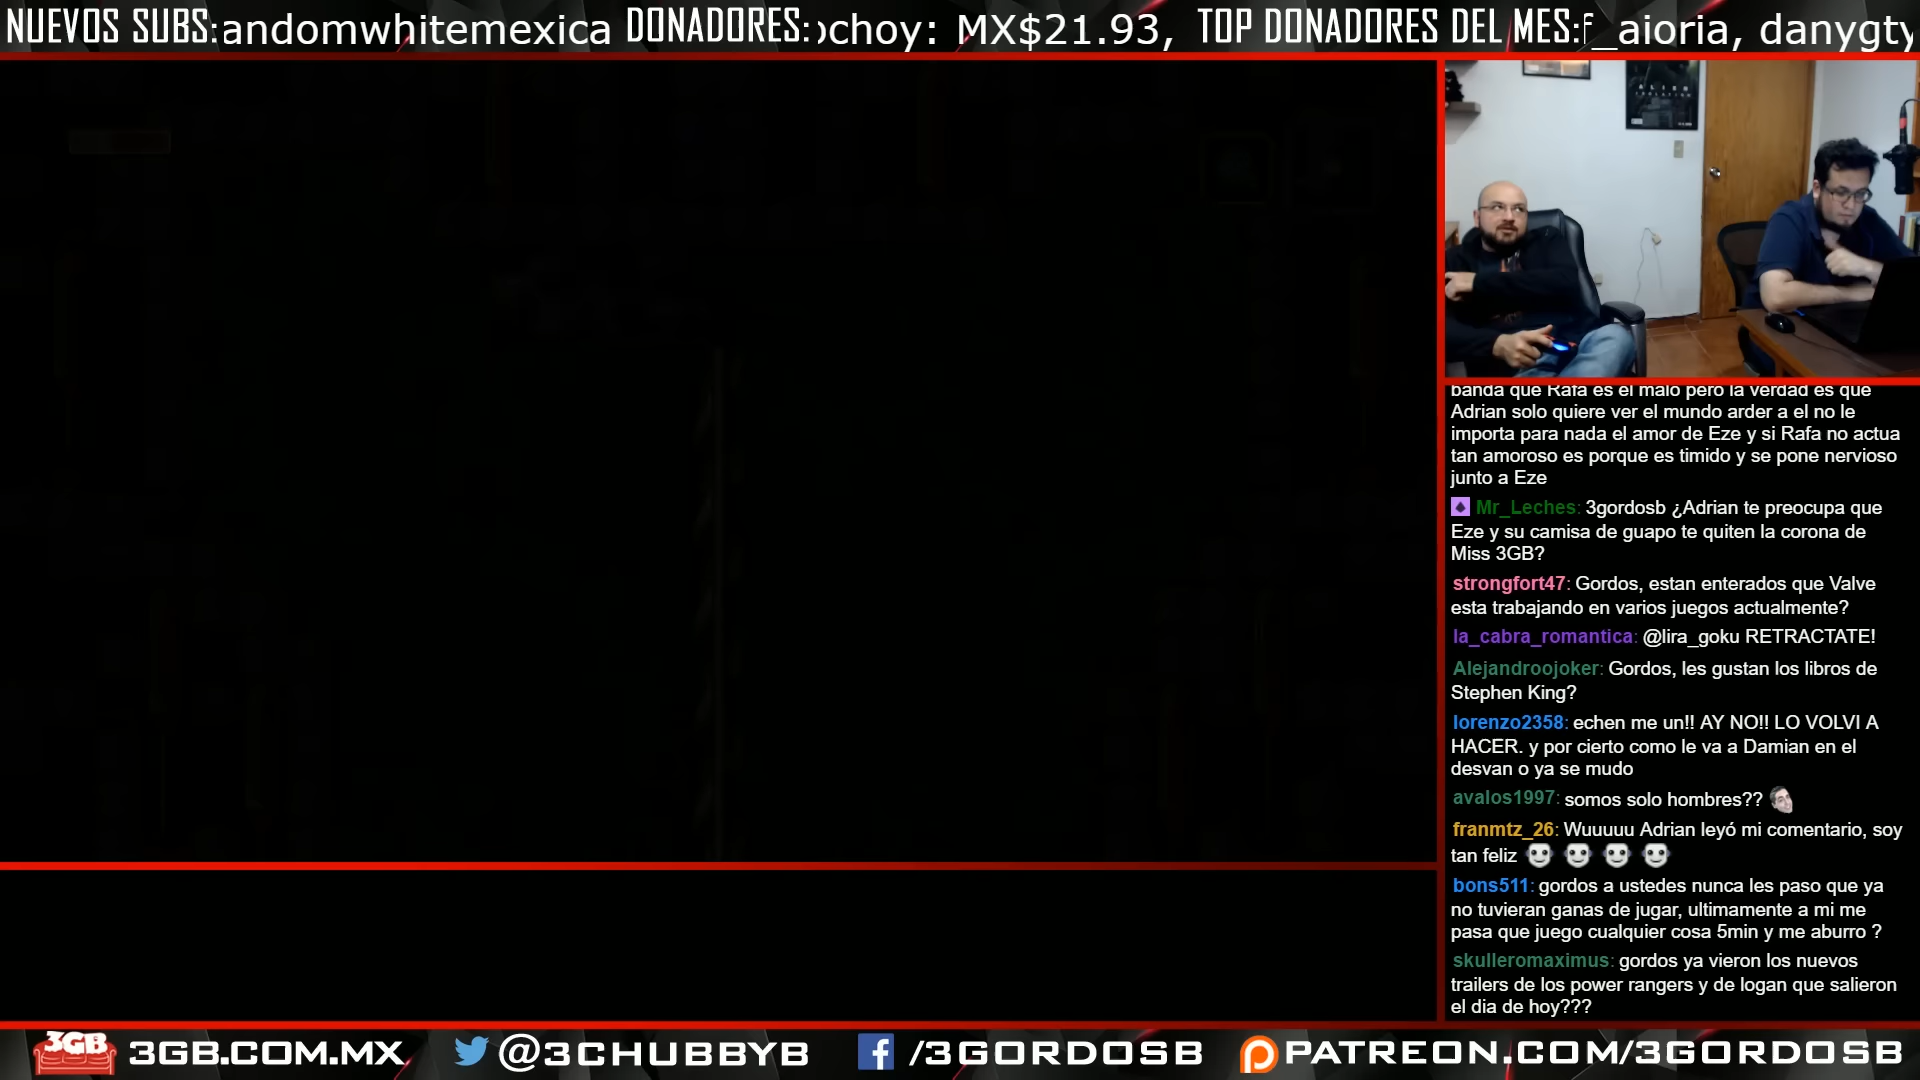 NUEVOS SUBS: andomwhitemexica DONADORES: choy: MX$21.93, TOP DONADORES DEL MES: f_aioria, danygty
ALIEN
banda que Rafa es el malo pero la verdad es que
Adrian solo quiere ver el mundo arder a el no le
importa para nada el amor de Eze y si Rafa no actua
tan amoroso es porque es timido y se pone nervioso
junto a Eze
Mr_Leches: 3gordosb ¿Adrian te preocupa que
Eze y su camisa de guapo te quiten la corona de
Miss 3GB?
strongfort47: Gordos, estan enterados que Valve
esta trabajando en varios juegos actualmente?
la_cabra_romantica: @lira_goku RETRACTATE!
Alejandroojoker: Gordos, les gustan los libros de
Stephen King?
lorenzo2358: echen me un!! AY NO!! LO VOLVI A
HACER. y por cierto como le va a Damian en el
desvan o ya se mudo
avalos1997: somos solo hombres??
franmtz_26: Wuuuuu Adrian leyó mi comentario, soy
tan feliz
bons511: gordos a ustedes nunca les paso que ya
no tuvieran ganas de jugar, ultimamente a mi me
pasa que juego cualquier cosa 5min y me aburro ?
skulleromaximus: gordos ya vieron los nuevos
trailers de los power rangers y de logan que salieron
el dia de hoy???
3GB 3GB.COM.MX @3CHUBBYB /3GORDOSB PATREON.COM/3GORDOSB